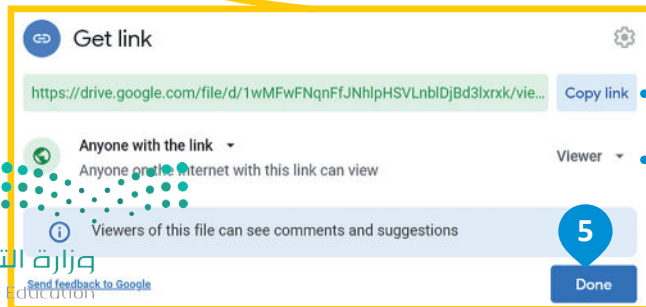 Get link
https://drive.google.com/file/d/1wMFwFNqnFfJNhlpHSVLnblDjBd3lxrxk/vie...
Copy link
Anyone with the link
Anyone on the internet with this link can view
Viewer
Viewers of this file can see comments and suggestions
5
وزارة
Send feedback to Google
Education
Done